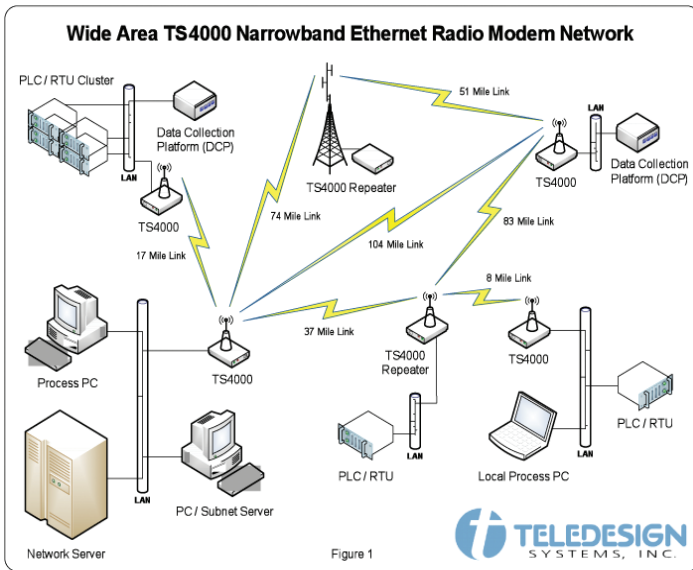 Wide Area TS4000 Narrowband Ethernet Radio Modem Network
PLC / RTU Cluster
51 Mile Link
LAN
Data Collection
Platform (DCP)
LAN
TS4000
TS4000 Repeater
TS4000
Data Collection
Platform (DCP)
74 Mile Link
83 Mile Link
104 Mile Link
17 Mile Link
8 Mile Link
37 Mile Link
TS4000
TS4000
Repeater
TS4000
Process PC
PLC / RTU
LAN
PLC / RTU
LAN
Local Process PC
LAN
PC / Subnet Server
Network Server
Figure 1
t
TELEDESIGN
SYSTEMS, INC.